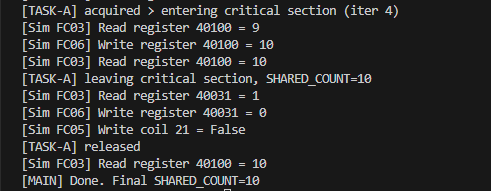 [TASK-A] acquired > entering critical section (iter 4)
[Sim FC03] Read register 40100 = 9
[Sim FC06] Write register 40100 = 10
[Sim FC03] Read register 40100 = 10
[TASK-A] leaving critical section, SHARED_COUNT=10
[Sim FC03] Read register 40031 = 1
[Sim FC06] Write register 40031 = 0
[Sim FC05] Write coil 21 = False
[TASK-A] released
[Sim FC03] Read register 40100 = 10
[MAIN] Done. Final SHARED_COUNT=10